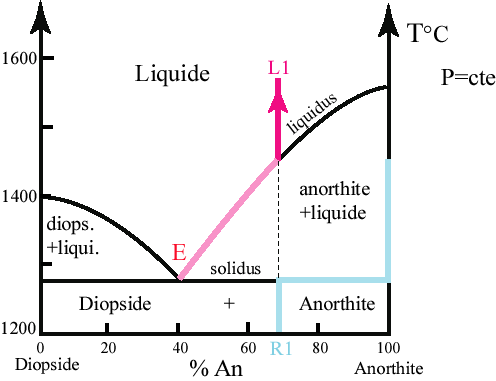 T°C
1600
Liquide
L1
P=cte
liquidus
1400
diops.
+liqui.
anorthite
+liquide
E
solidus
Diopside + Anorthite
1200
0 20 40 60 R1 80 100
Diopside % An Anorthite